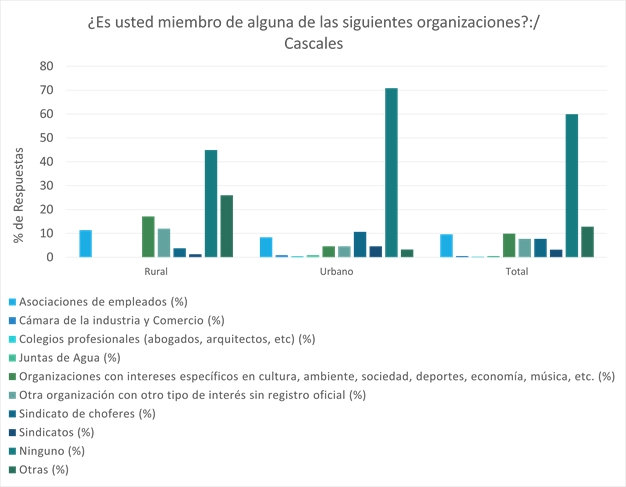 ¿Es usted miembro de alguna de las siguientes organizaciones?:/
Cascales
80
70
60
50
40
30
20
10
0
% de Respuestas
Rural
Urbano
Total
Asociaciones de empleados (%)
Cámara de la industria y Comercio (%)
Colegios profesionales (abogados, arquitectos, etc) (%)
Juntas de Agua (%)
Organizaciones con intereses específicos en cultura, ambiente, sociedad, deportes, economía, música, etc. (%)
Otra organización con otro tipo de interés sin registro oficial (%)
Sindicato de choferes (%)
Sindicatos (%)
Ninguno (%)
Otras (%)